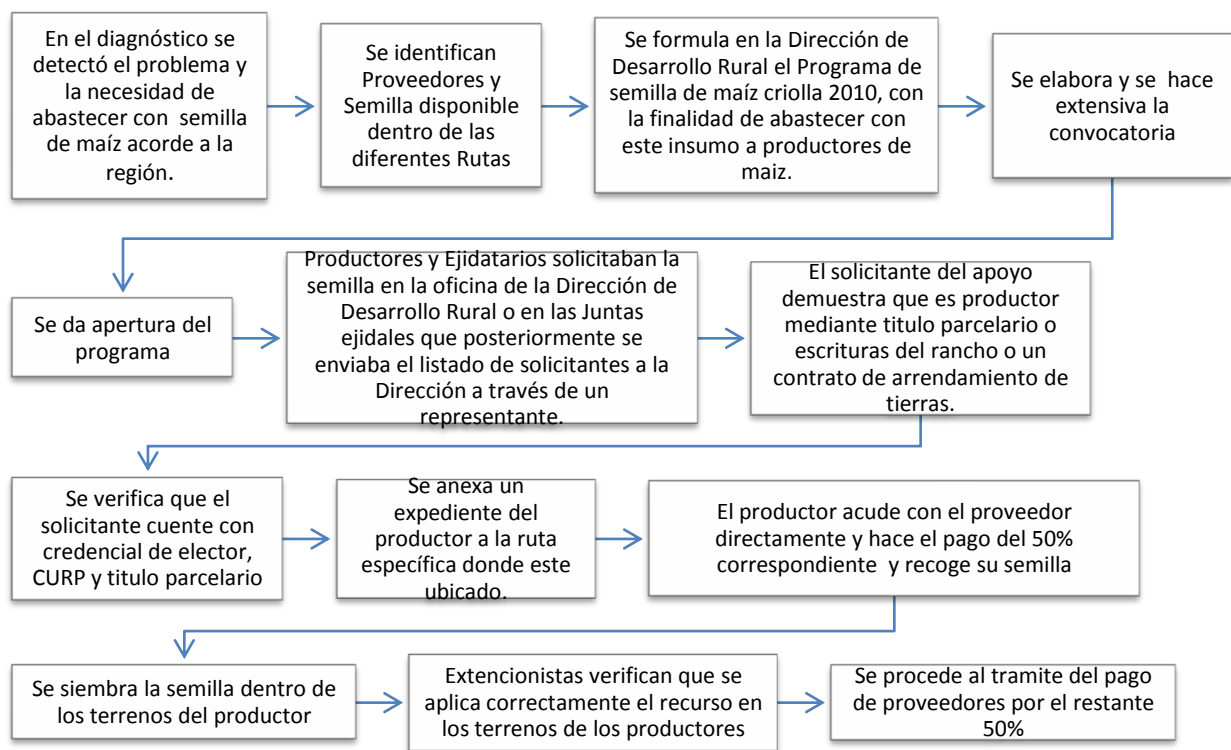 En el diagnóstico se
detectó el problema y
la necesidad de
abastecer con semilla
de maíz acorde a la
región.
Se identifican
Proveedores y
Semilla disponible
dentro de las
diferentes Rutas
Se formula en la Dirección de
Desarrollo Rural el Programa de
semilla de maíz criolla 2010, con
la finalidad de abastecer con
este insumo a productores de
maiz.
Se elabora y se hace
extensiva la
convocatoria
Se da apertura del
programa
Productores y Ejidatarios solicitaban la
semilla en la oficina de la Dirección de
Desarrollo Rural o en las Juntas
ejidales que posteriormente se
enviaba el listado de solicitantes a la
Dirección a través de un
representante.
El solicitante del apoyo
demuestra que es productor
mediante titulo parcelario o
escrituras del rancho o un
contrato de arrendamiento de
tierras.
Se verifica que el
solicitante cuente con
credencial de elector,
CURP y titulo parcelario
Se anexa un
expediente del
productor a la ruta
específica donde este
ubicado.
El productor acude con el proveedor
directamente y hace el pago del 50%
correspondiente y recoge su semilla
Se siembra la semilla dentro de
los terrenos del productor
Extencionistas verifican que se
aplica correctamente el recurso en
los terrenos de los productores
Se procede al tramite del pago
de proveedores por el restante
50%